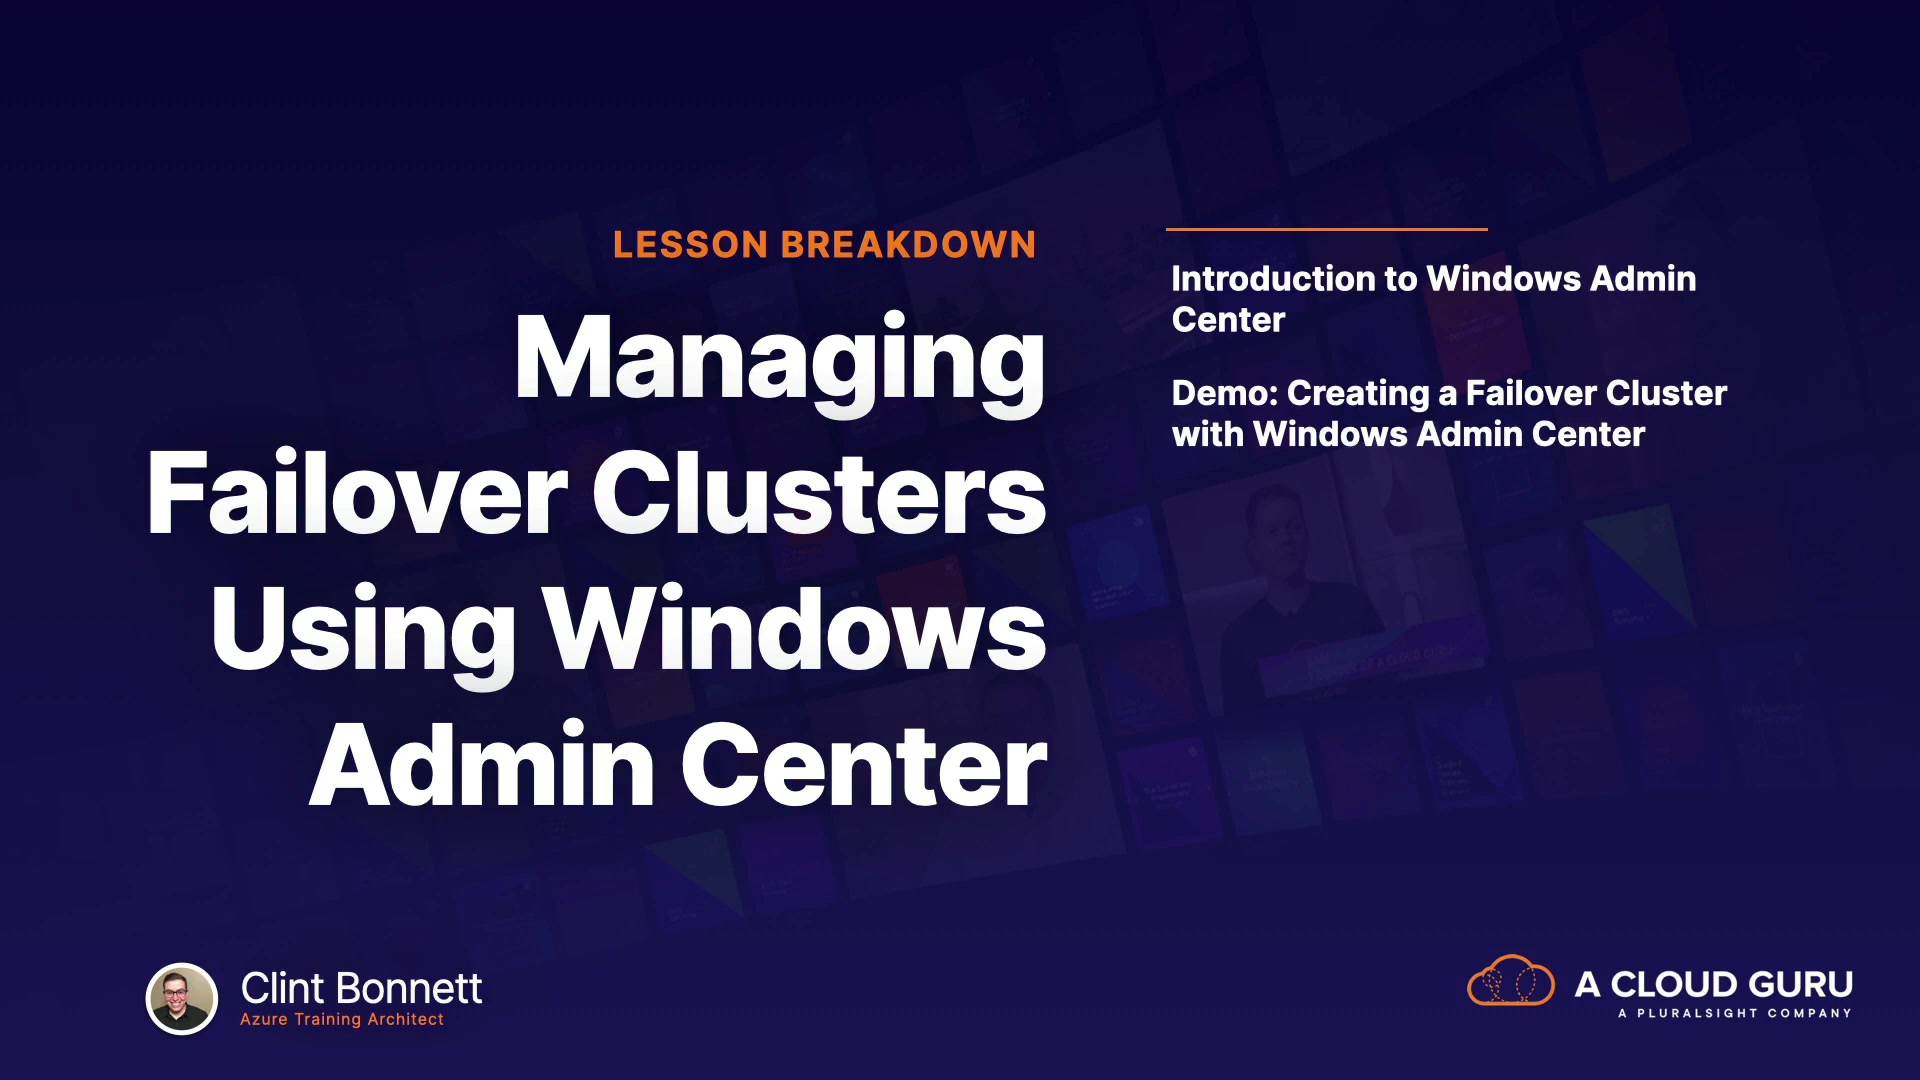 LESSON BREAKDOWN
Managing
Failover Clusters
Using Windows
Admin Center
Introduction to Windows Admin
Center
Demo: Creating a Failover Cluster
with Windows Admin Center
Clint Bonnett
Azure Training Architect
A CLOUD GURU
A PLURALSIGHT COMPANY